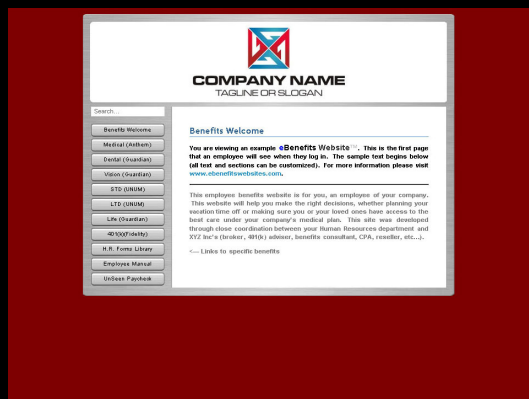 COMPANY NAME
TAGLINE OR SLOGAN
Search...
Benefits Welcome
Medical (Anthem)
Dental (Guardian)
Vision (Guardian)
STD (UNUM)
LTD (UNUM)
Life (Guardian)
401(k)(Fidelity)
H.R. Forms Library
Employee Manual
UnSeen Paycheck
Benefits Welcome
You are viewing an example eBenefits Website™. This is the first page
that an employee will see when they log in. The sample text begins below
(all text and sections can be customized). For more information please visit
www.ebenefitswebsites.com.
This employee benefits website is for you, an employee of your company.
This website will help you make the right decisions, whether planning your
vacation time off or making sure you or your loved ones have access to the
best care under your company's medical plan. This site was developed
through close coordination between your Human Resources department and
XYZ Inc's (broker, 401(k) adviser, benefits consultant, CPA, reseller, etc...).
<-- Links to specific benefits